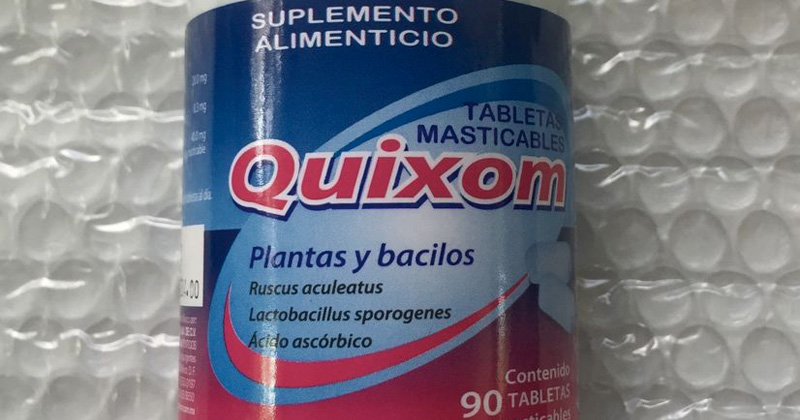 SUPLEMENTO
ALIMENTICIO
TABLETAS
MASTICABLES
Quixom
Plantas y bacilos
Ruscus aculeatus
Lactobacillus sporogenes
Ácido ascórbico
Contenido
90 TABLETAS